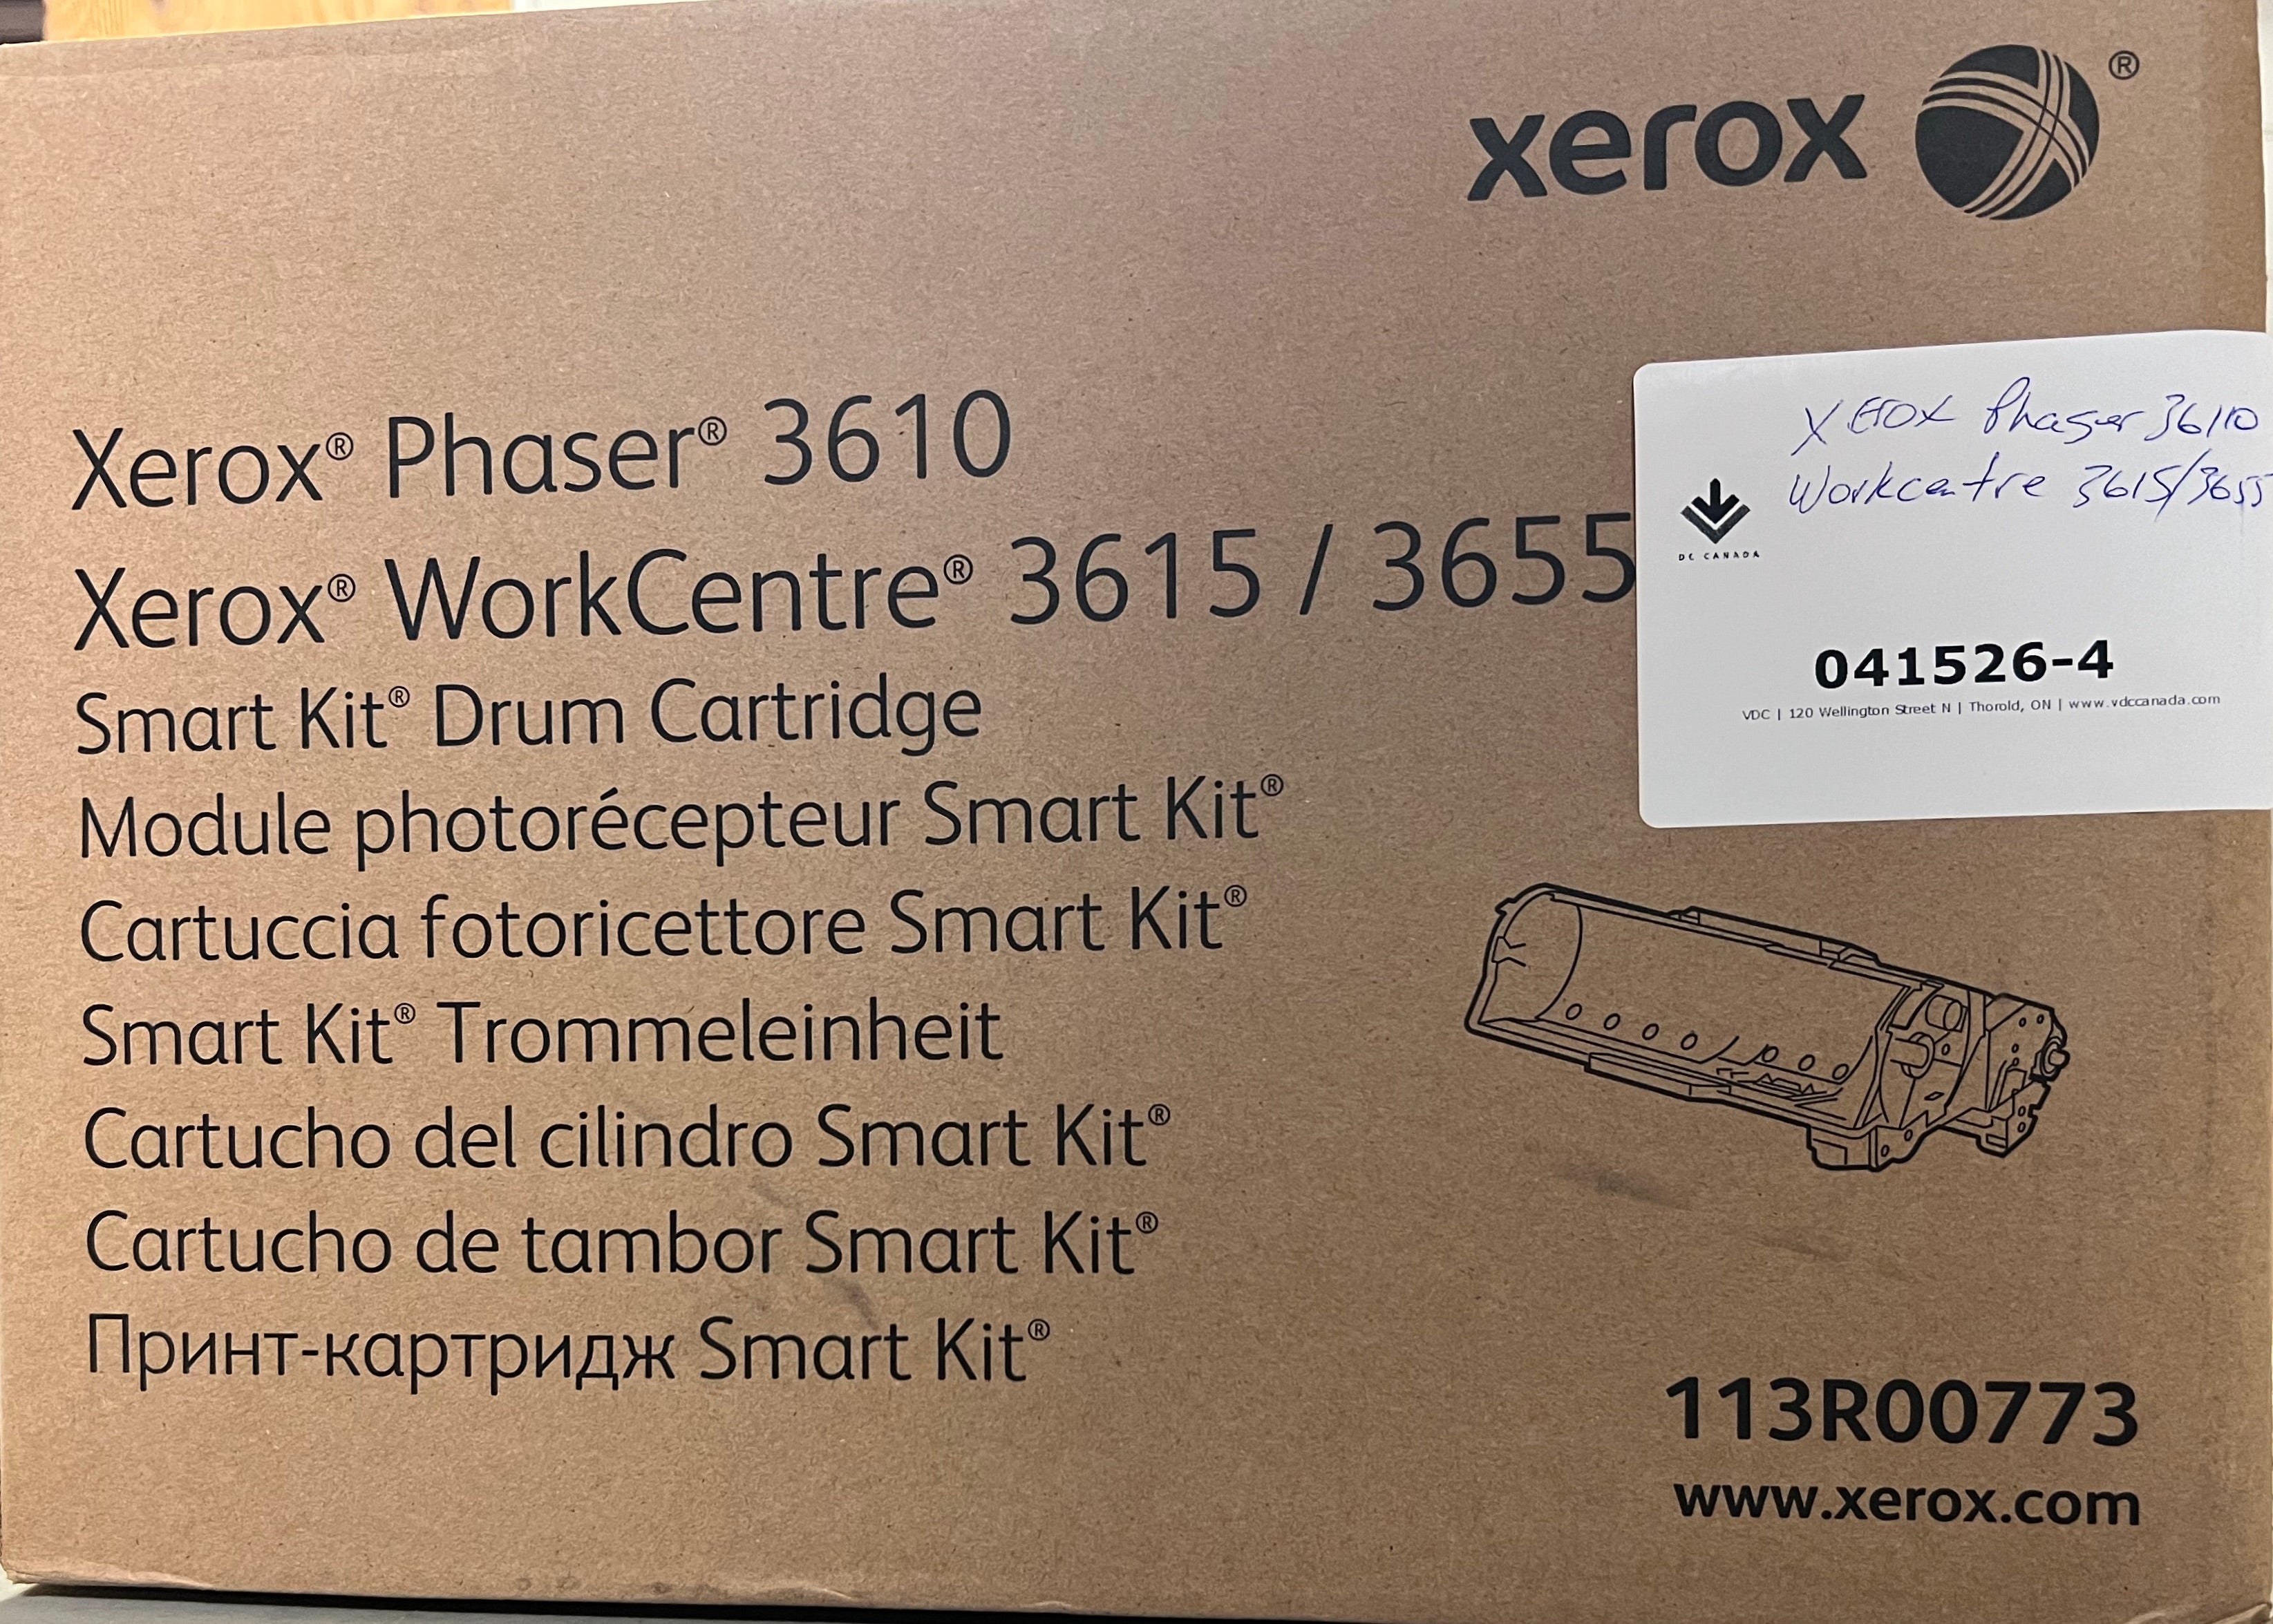 xerox ®
Xerox® Phaser® 3610
Xerox® WorkCentre® 3615 / 3655
Smart Kit® Drum Cartridge
Module photorécepteur Smart Kit®
Cartuccia fotoricettore Smart Kit®
Smart Kit® Trommeleinheit
Cartucho del cilindro Smart Kit®
Cartucho de tambor Smart Kit®
Принт-картридж Smart Kit®
Xerox Phaser 3610
Workcentre 3615/3655
DC CANADA
041526-4
VDC | 120 Wellington Street N | Thorold, ON | www.vdccanada.com
113R00773
www.xerox.com